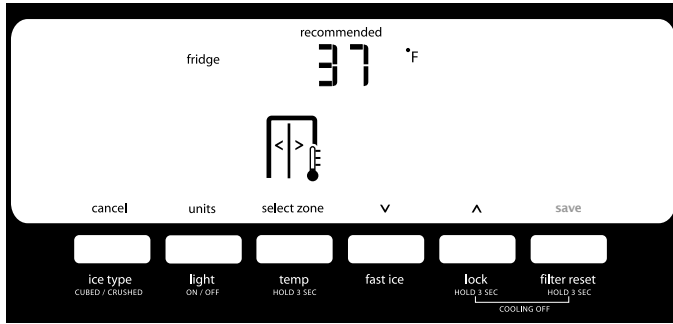 recommended
fridge 37 °F
< >
cancel units select zone ∨ ∧ save
ice type light temp fast ice lock filter reset
CUBED / CRUSHED ON / OFF HOLD 3 SEC HOLD 3 SEC HOLD 3 SEC
COOLING OFF